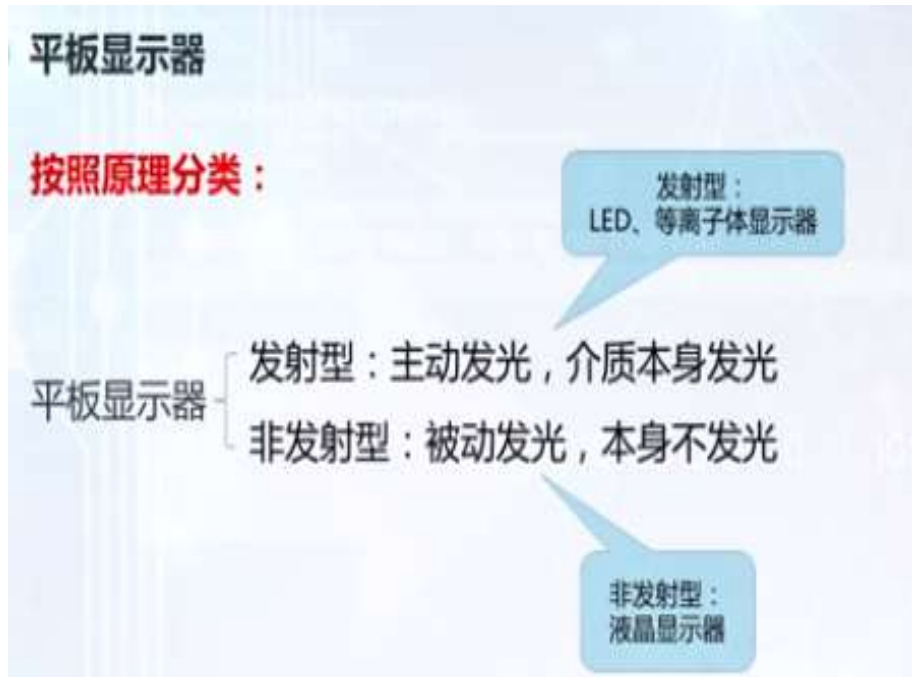 平板显示器
按照原理分类：
发射型：
LED、等离子体显示器
发射型：主动发光，介质本身发光
平板显示器
非发射型：被动发光，本身不发光
非发射型：
液晶显示器